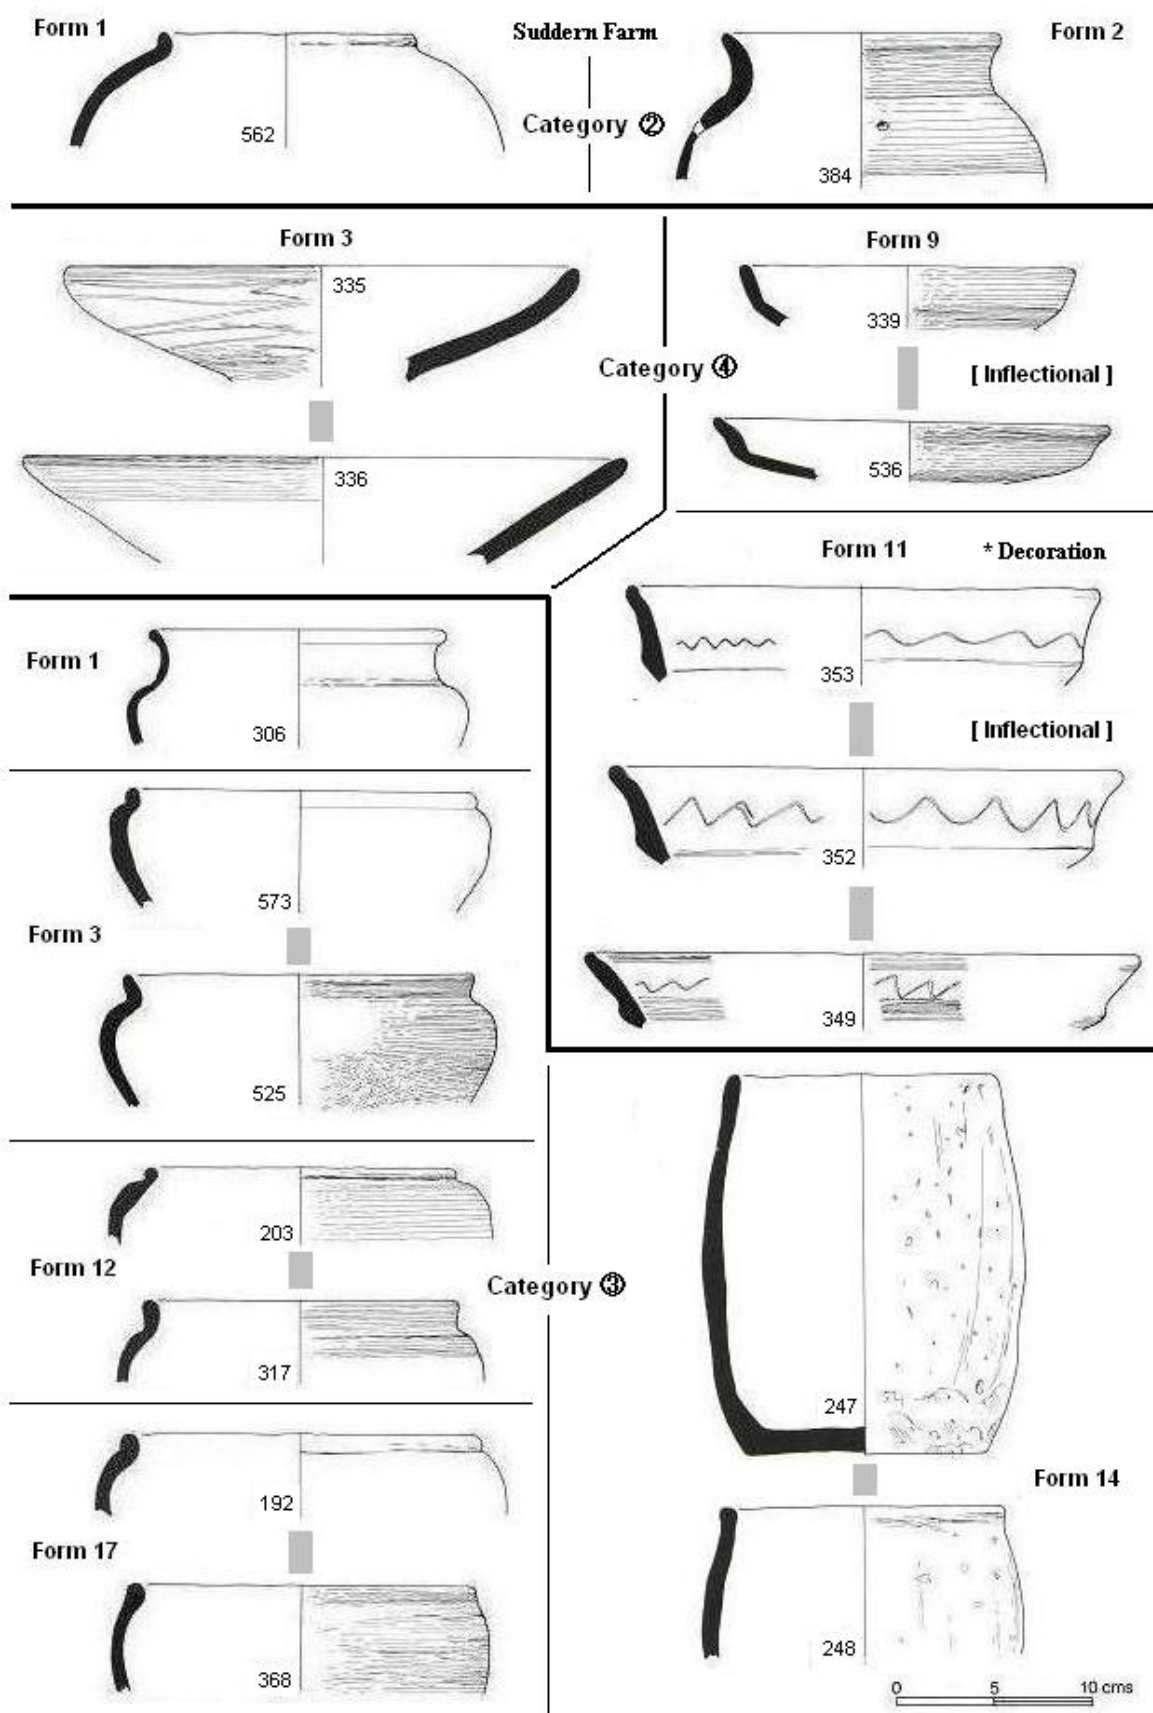 Form 1
Suddern Farm
Form 2
562
Category ②
384
Form 3
Form 9
335
339
Category ④
[ Inflectional ]
336
536
Form 11
* Decoration
353
[ Inflectional ]
352
349
Form 1
306
573
Form 3
525
203
Form 12
Category ③
317
247
192
Form 14
Form 17
248
368
0 5 10 cms